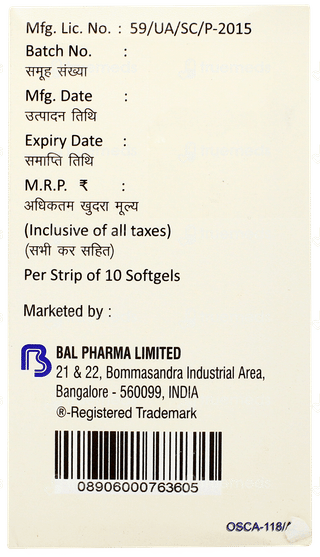 Mfg. Lic. No. : 59/UA/SC/P-2015
Batch No. :
समूह संख्या
Mfg. Date :
उत्पादन तिथि
Expiry Date :
समाप्ति तिथि
M.R.P. ₹ :
अधिकतम खुदरा मूल्य
(Inclusive of all taxes)
(सभी कर सहित)
Per Strip of 10 Softgels
Marketed by :
BAL PHARMA LIMITED
21 & 22, Bommasandra Industrial Area,
Bangalore - 560099, INDIA
®-Registered Trademark
08906000763605
OSCA-118/